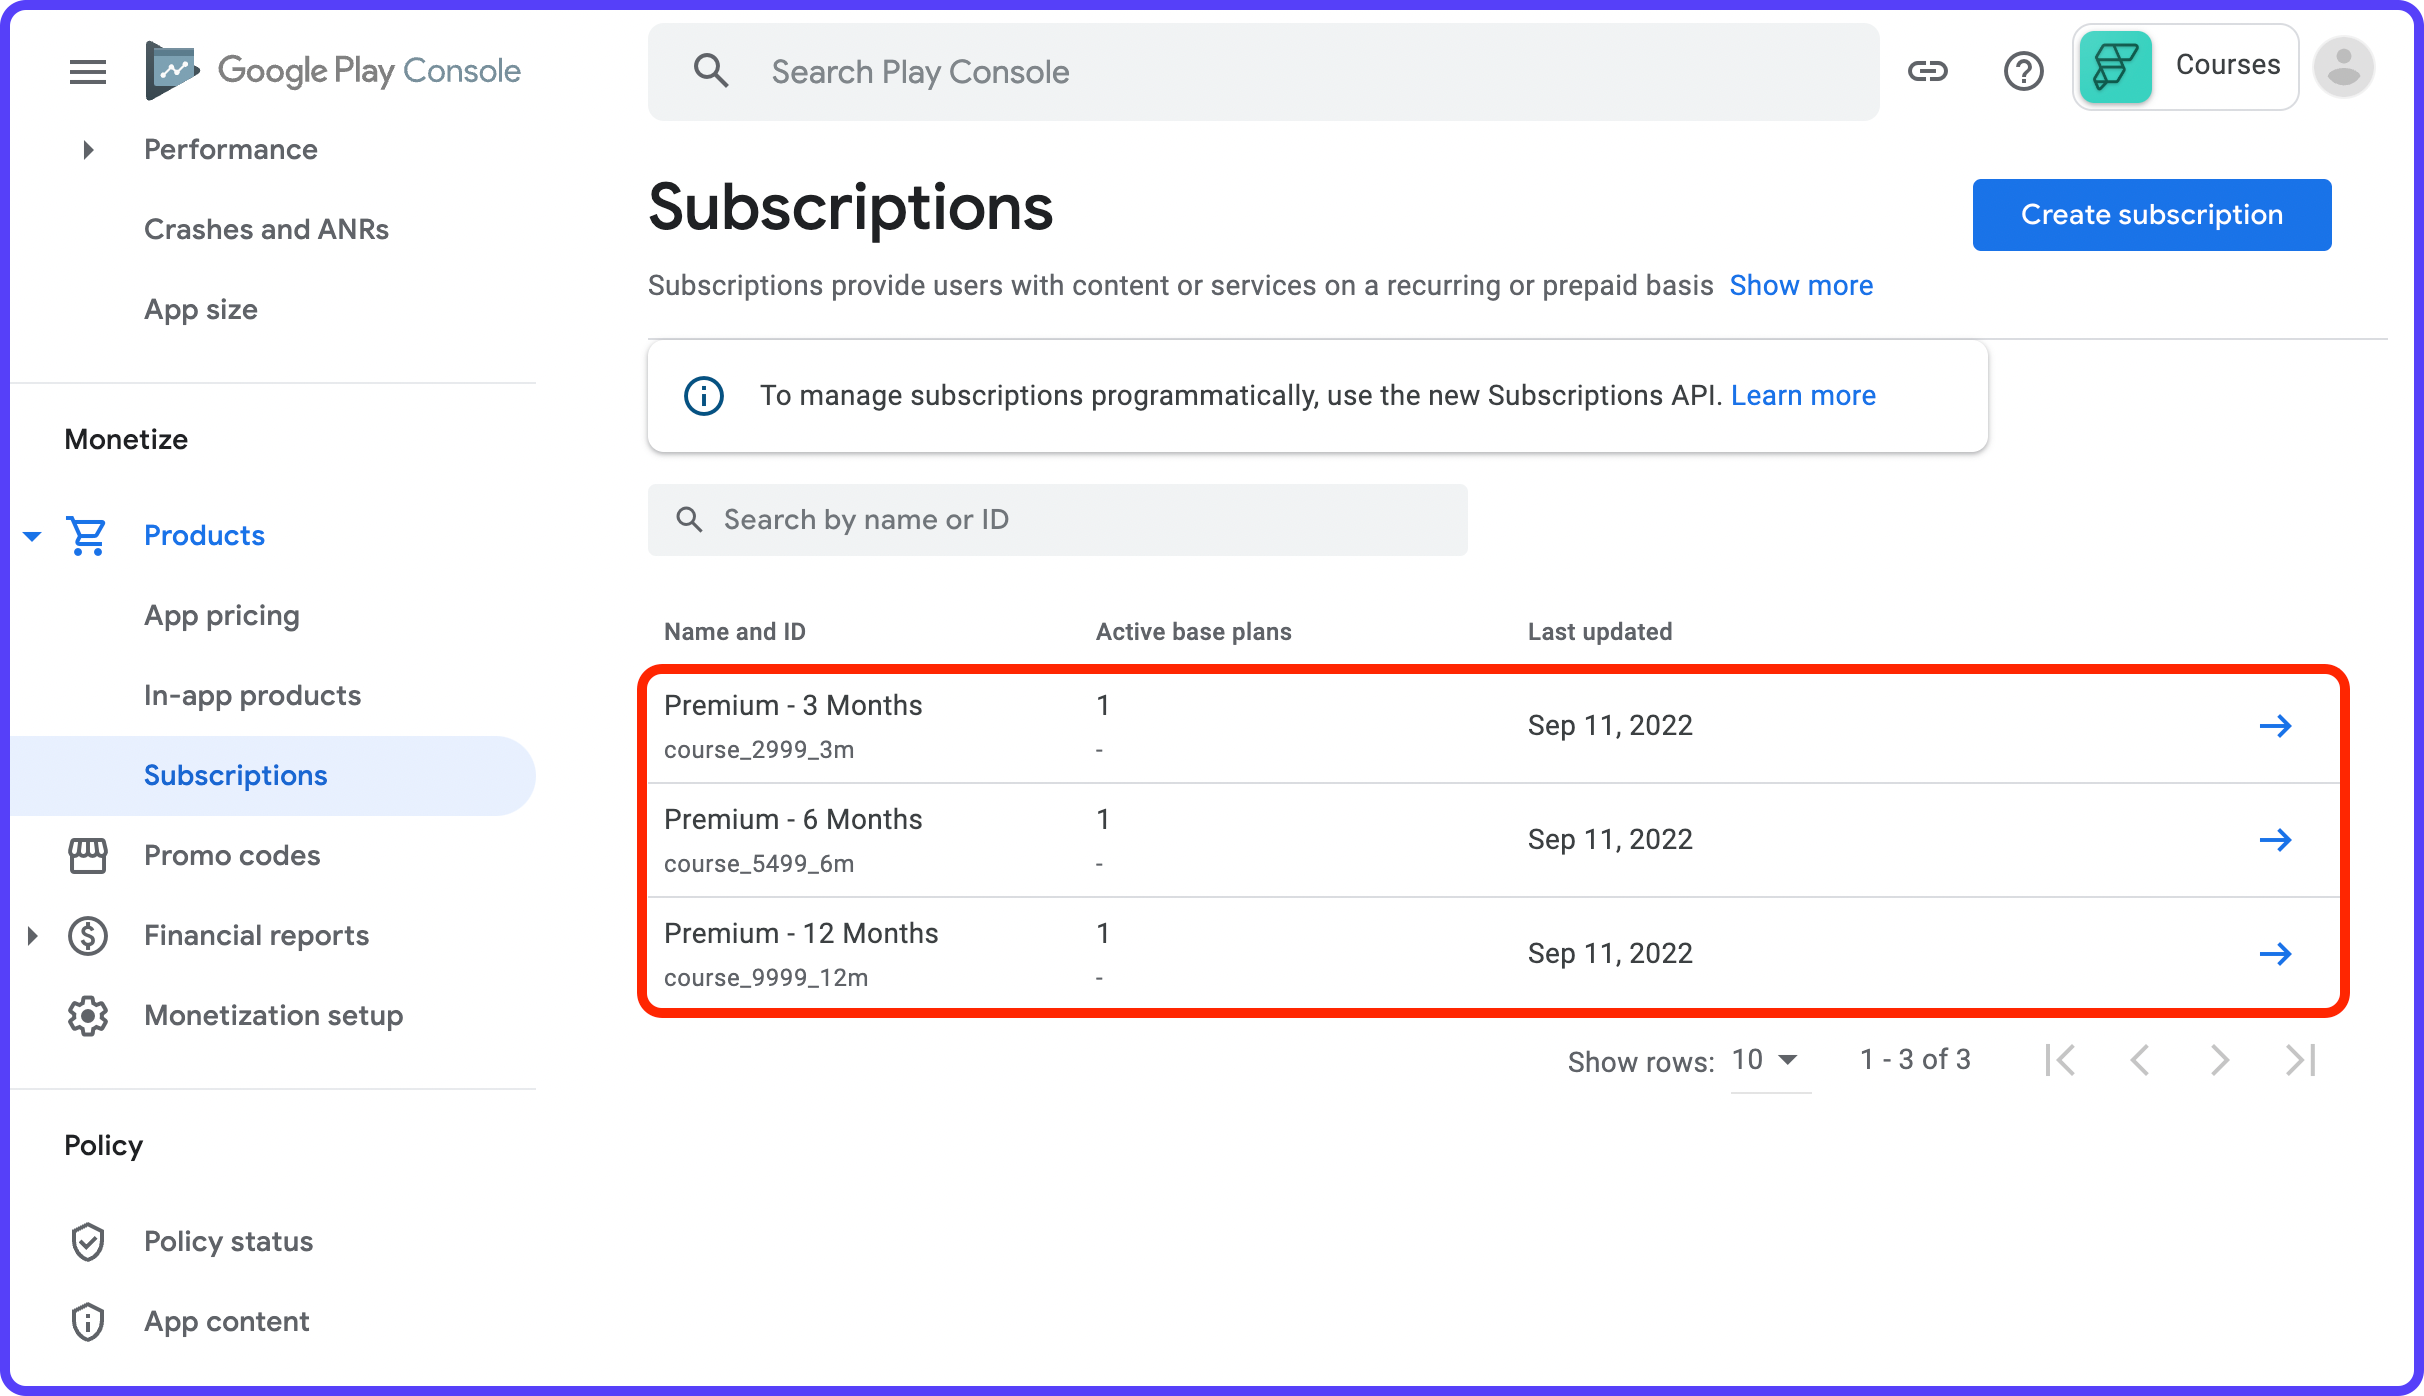 Google Play Console
Search Play Console
Courses
Performance
Crashes and ANRs
App size
Monetize
Products
App pricing
In-app products
Subscriptions
Promo codes
Financial reports
Monetization setup
Policy
Policy status
App content
Subscriptions
Create subscription
Subscriptions provide users with content or services on a recurring or prepaid basis Show more
To manage subscriptions programmatically, use the new Subscriptions API. Learn more
Search by name or ID
Name and ID Active base plans Last updated
Premium - 3 Months 1 Sep 11, 2022
course_2999_3m -
Premium - 6 Months 1 Sep 11, 2022
course_5499_6m -
Premium - 12 Months 1 Sep 11, 2022
course_9999_12m -
Show rows: 10 1 - 3 of 3